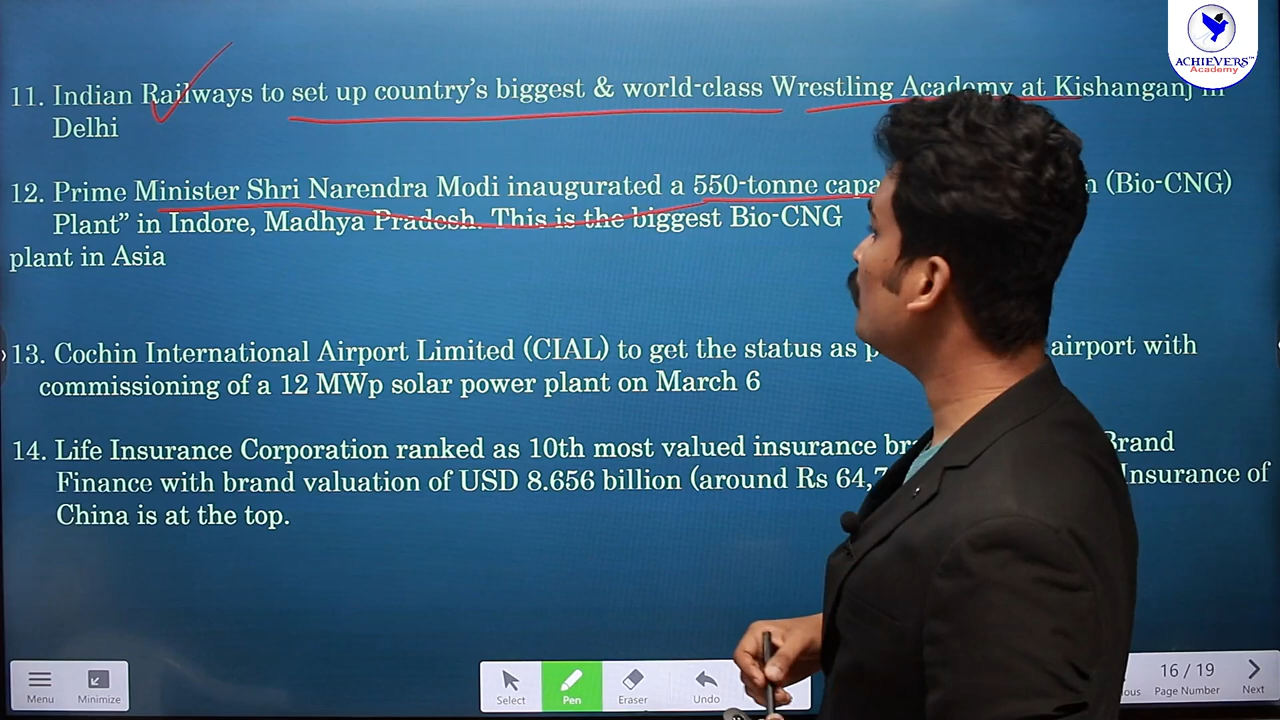 ACHIEVERS™
Academy
11. Indian Railways to set up country's biggest & world-class Wrestling Academy at Kishanganj in
Delhi
12. Prime Minister Shri Narendra Modi inaugurated a 550-tonne (Bio-CNG)
Plant” in Indore, Madhya Pradesh. This is the biggest Bio-CNG
plant in Asia
13. Cochin International Airport Limited (CIAL) to get the status as airport with
commissioning of a 12 MWp solar power plant on March 6
14. Life Insurance Corporation ranked as 10th most valued insurance Brand
Finance with brand valuation of USD 8.656 billion (around Rs Insurance of
China is at the top.
Menu
Minimize
Select
Pen
Eraser
Undo
16 / 19
Page Number
Next